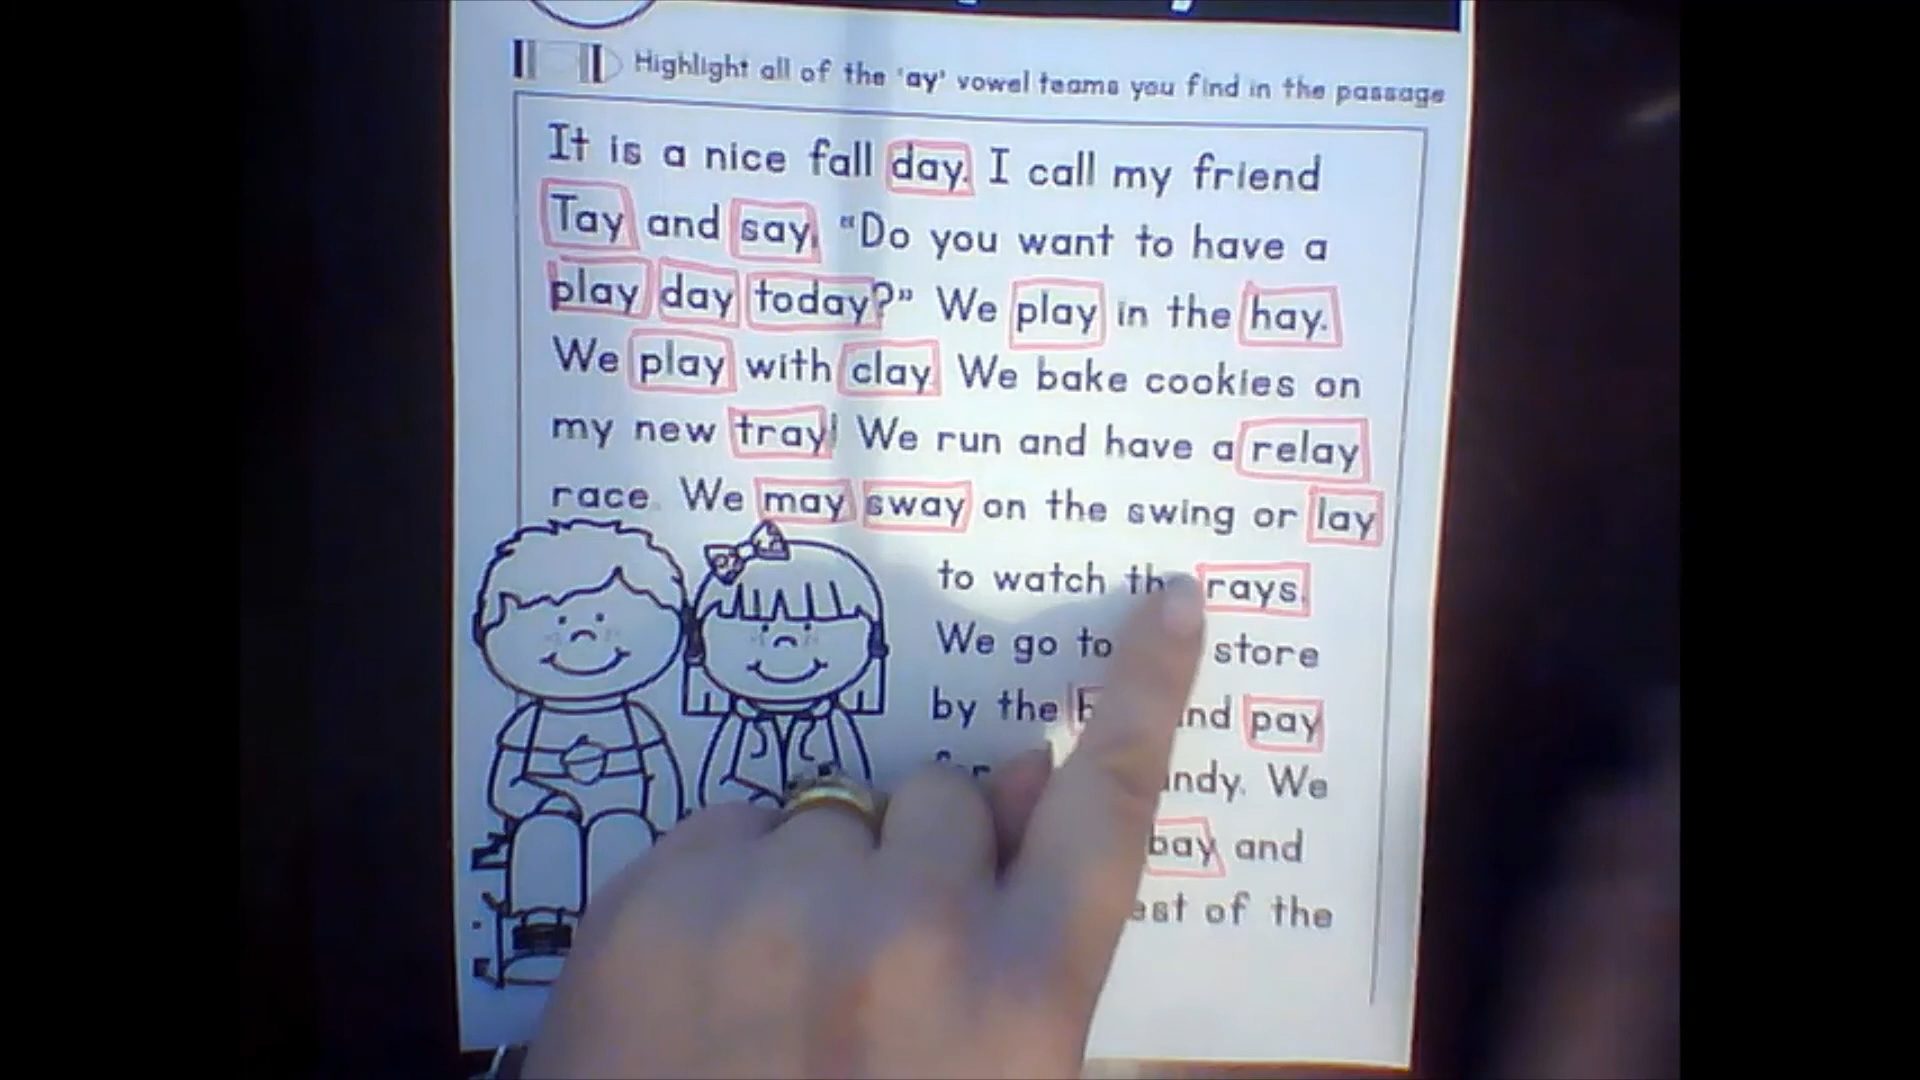 Highlight all of the 'ay' vowel teams you find in the passage
It is a nice fall day. I call my friend
Tay and say, "Do you want to have a
play day today?" We play in the hay.
We play with clay. We bake cookies on
my new tray! We run and have a relay
race. We may sway on the swing or lay
to watch rays.
We go to store
by the pay
We
bay and
of the